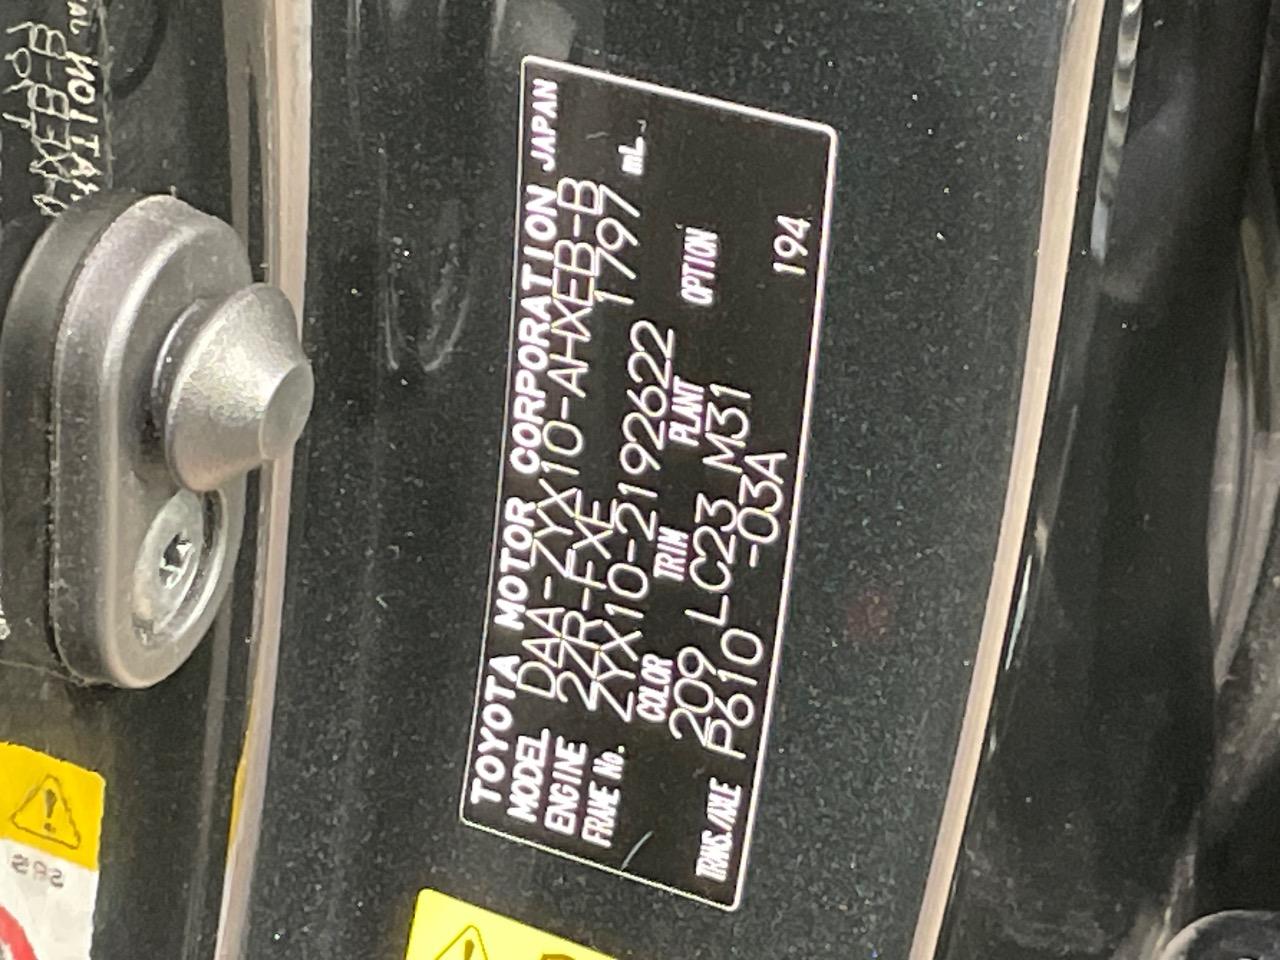 TOYOTA MOTOR CORPORATION JAPAN
MODEL DAA-ZYX10-AHXEB-B
ENGINE 2ZR-FXE 1797 mL
FRAME No. ZYX10-2192622
COLOR TRIM PLANT OPTION
209 LC23 M31
TRANS./AXLE P610 -03A 194
SRS